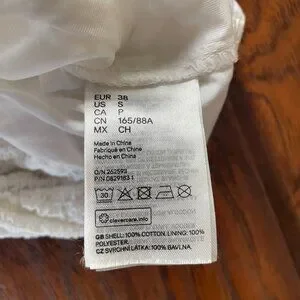 EUR 38
US S
CA P
CN 165/88A
MX CH
Made in China
Fabriqué en Chine
Hecho en China
O/N 262593
P/N 0829183.1
30
clevercare.info
GB SHELL: 100% COTTON. LINING: 100%
POLYESTER.
CZ SVRCHNÍ LÁTKA: 100% BAVLNA.